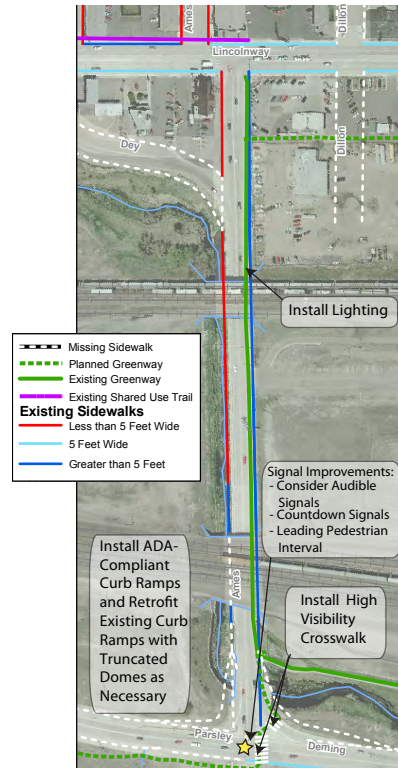 Ames
Dillon
Lincolnway
Dey
Dillon
Install Lighting
Missing Sidewalk
Planned Greenway
Existing Greenway
Existing Shared Use Trail
Existing Sidewalks
Less than 5 Feet Wide
5 Feet Wide
Greater than 5 Feet
Signal Improvements:
- Consider Audible
Signals
- Countdown Signals
- Leading Pedestrian
Interval
Install ADA-
Compliant
Curb Ramps
and Retrofit
Existing Curb
Ramps with
Truncated
Domes as
Necessary
Ames
Install High
Visibility
Crosswalk
Parsley
Deming